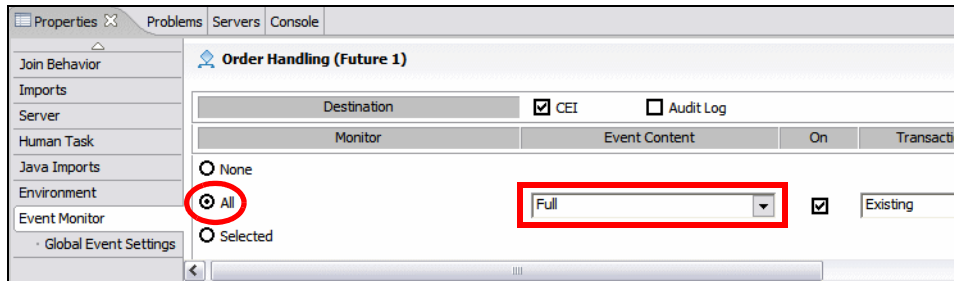 Properties Problems Servers Console
Join Behavior
Imports
Server
Human Task
Java Imports
Environment
Event Monitor
· Global Event Settings
Order Handling (Future 1)
Destination CEI Audit Log
Monitor Event Content On Transacti
None
All Full Existing
Selected